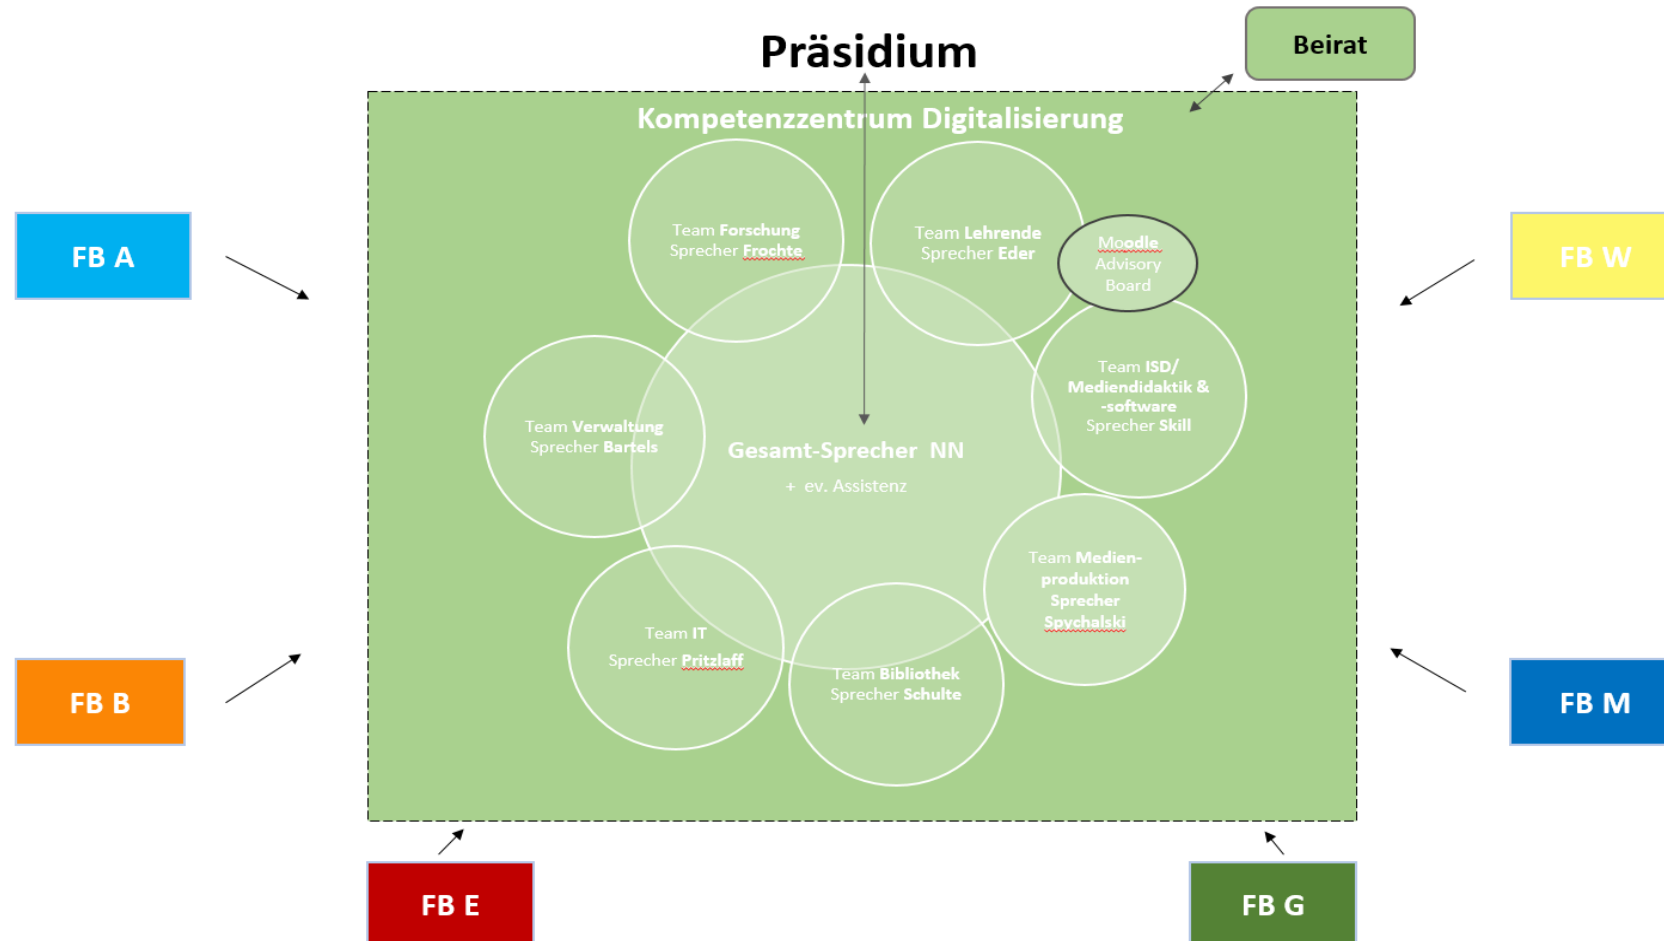 Präsidium
Beirat
Kompetenzzentrum Digitalisierung
Team Forschung
Sprecher Frochte
Team Lehrende
Sprecher Eder
Moodle
Advisory
Board
FB A
FB W
Team ISD/
Mediendidaktik &
-software
Sprecher Skill
Team Verwaltung
Sprecher Bartels
Gesamt-Sprecher NN
+ ev. Assistenz
Team Medien-
produktion
Sprecher
Spychalski
Team IT
Sprecher Pritzlaff
Team Bibliothek
Sprecher Schulte
FB B
FB M
FB E
FB G